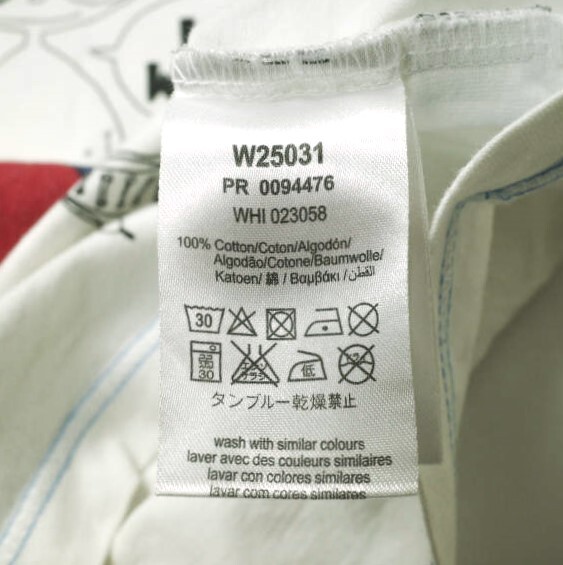 W25031
PR 0094476
WHI 023058
100% Cotton/Coton/Algodón/
Algodão/Cotone/Baumwolle/
Katoen/ 綿 / Βαμβάκι /القطن
30
30 低
タンブルー乾燥禁止
wash with similar colours
laver avec des couleurs similaires
lavar con colores similares
lavar com cores similares